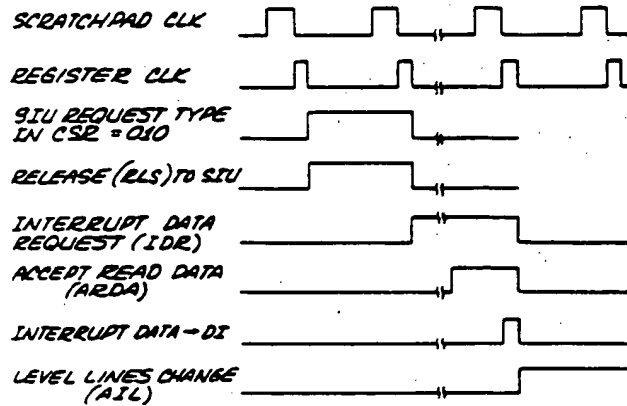 SCRATCHPAD CLK
REGISTER CLK
SIU REQUEST TYPE
IN CSR = 010
RELEASE (RLS) TO SIU
INTERRUPT DATA
REQUEST (IDR)
ACCEPT READ DATA
(ARDA)
INTERRUPT DATA → DI
LEVEL LINES CHANGE
(AIL)